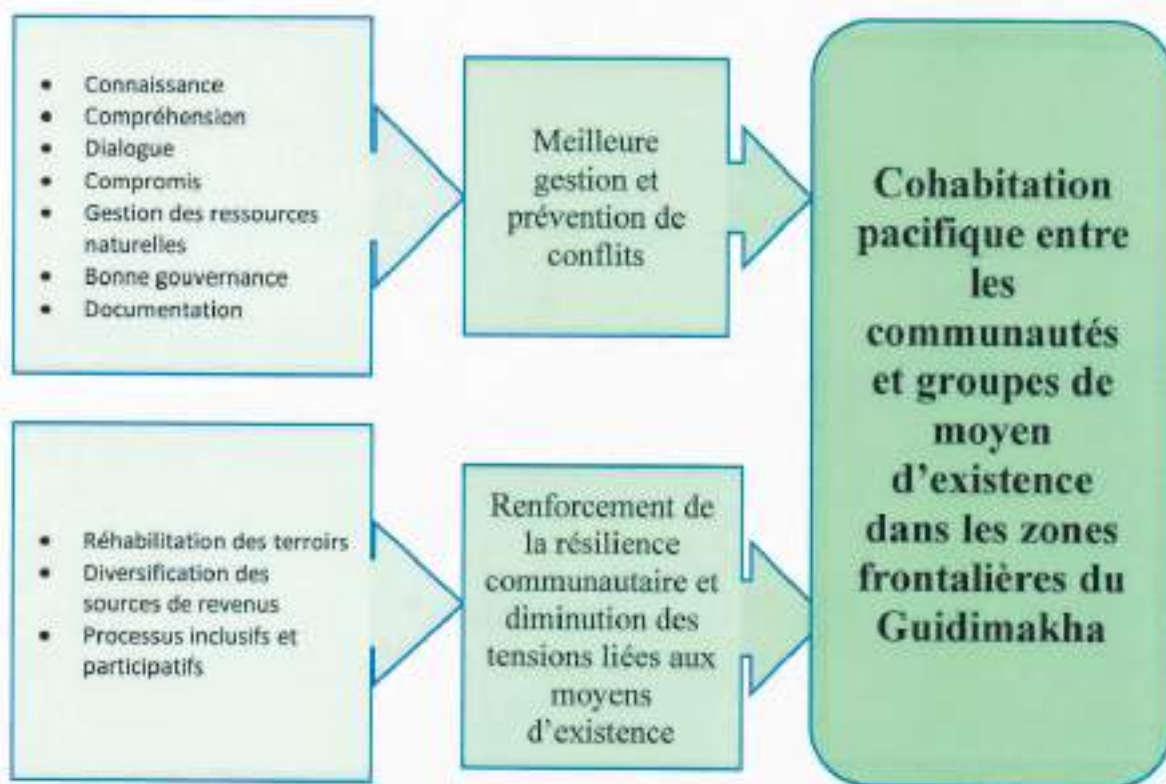 • Connaissance
• Compréhension
• Dialogue
• Compromis
• Gestion des ressources
naturelles
• Bonne gouvernance
• Documentation
Meilleure
gestion et
prévention de
conflits
• Réhabilitation des terroirs
• Diversification des
sources de revenus
• Processus inclusifs et
participatifs
Renforcement de
la résilience
communautaire et
diminution des
tensions liées aux
moyens
d'existence
Cohabitation
pacifique entre
les
communautés
et groupes de
moyen
d'existence
dans les zones
frontalières du
Guidimakha